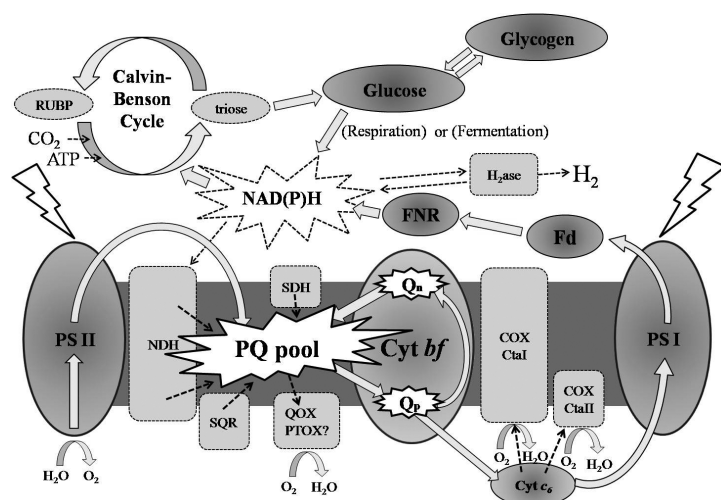 Glycogen
Calvin-
Benson
Cycle
RUBP
triose
Glucose
CO₂
ATP
(Respiration) or (Fermentation)
NAD(P)H
H₂ase
H₂
FNR
Fd
PS II
NDH
SDH
PQ pool
Qn
Cyt bf
Qp
COX
CtaI
PS I
COX
CtaII
SQR
QOX
PTOX?
H₂O
O₂
O₂
H₂O
O₂
H₂O
O₂
H₂O
Cyt c₆